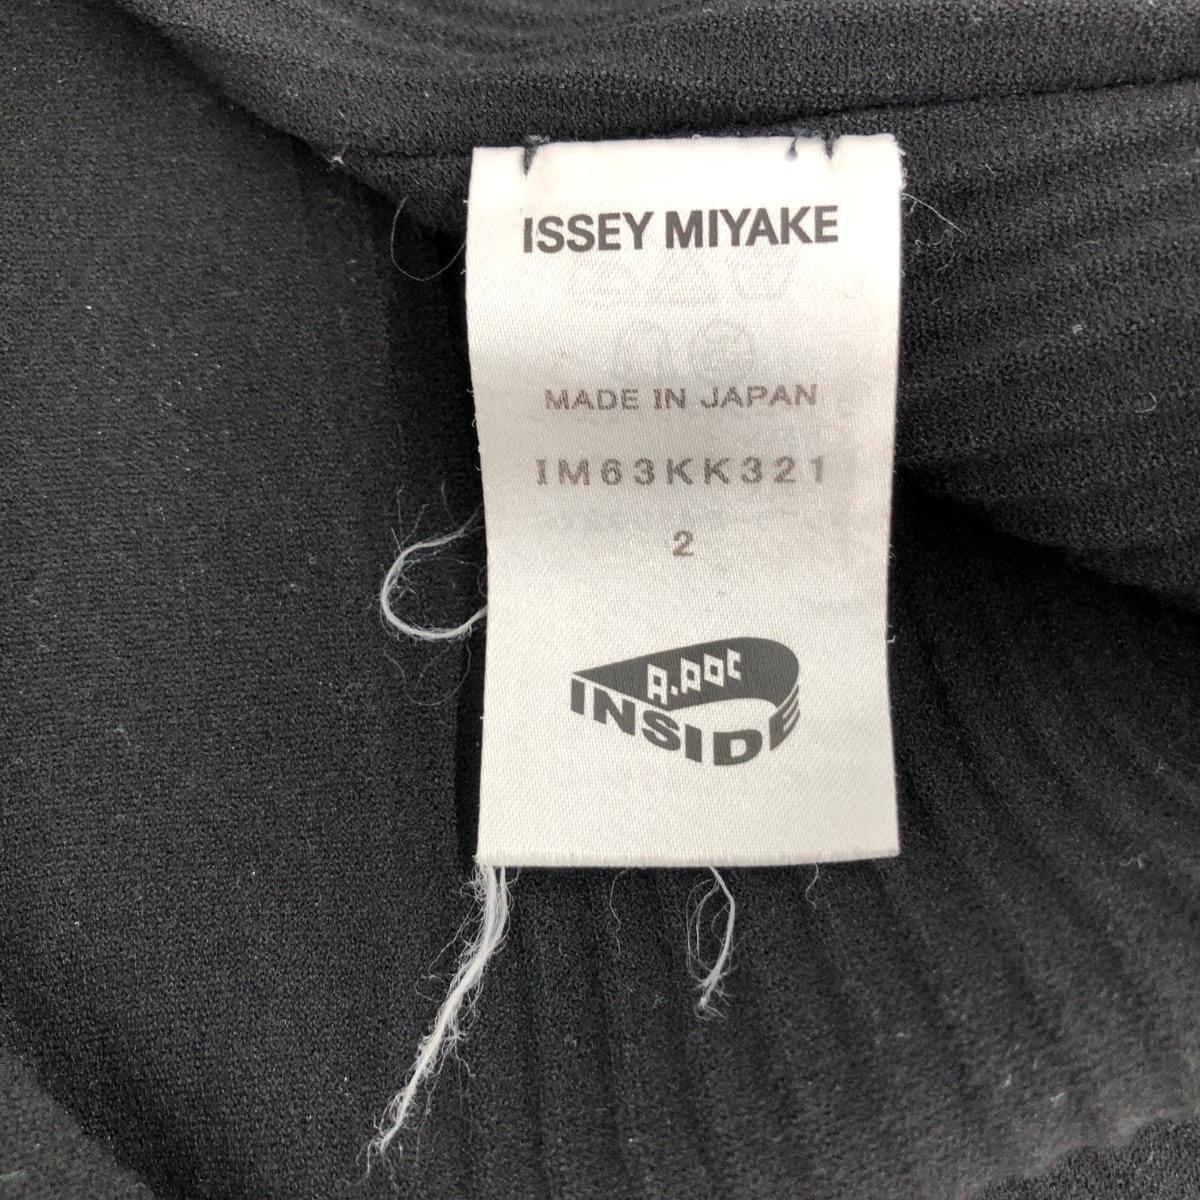 ISSEY MIYAKE
MADE IN JAPAN
IM63KK321
2
A.POC
INSIDE